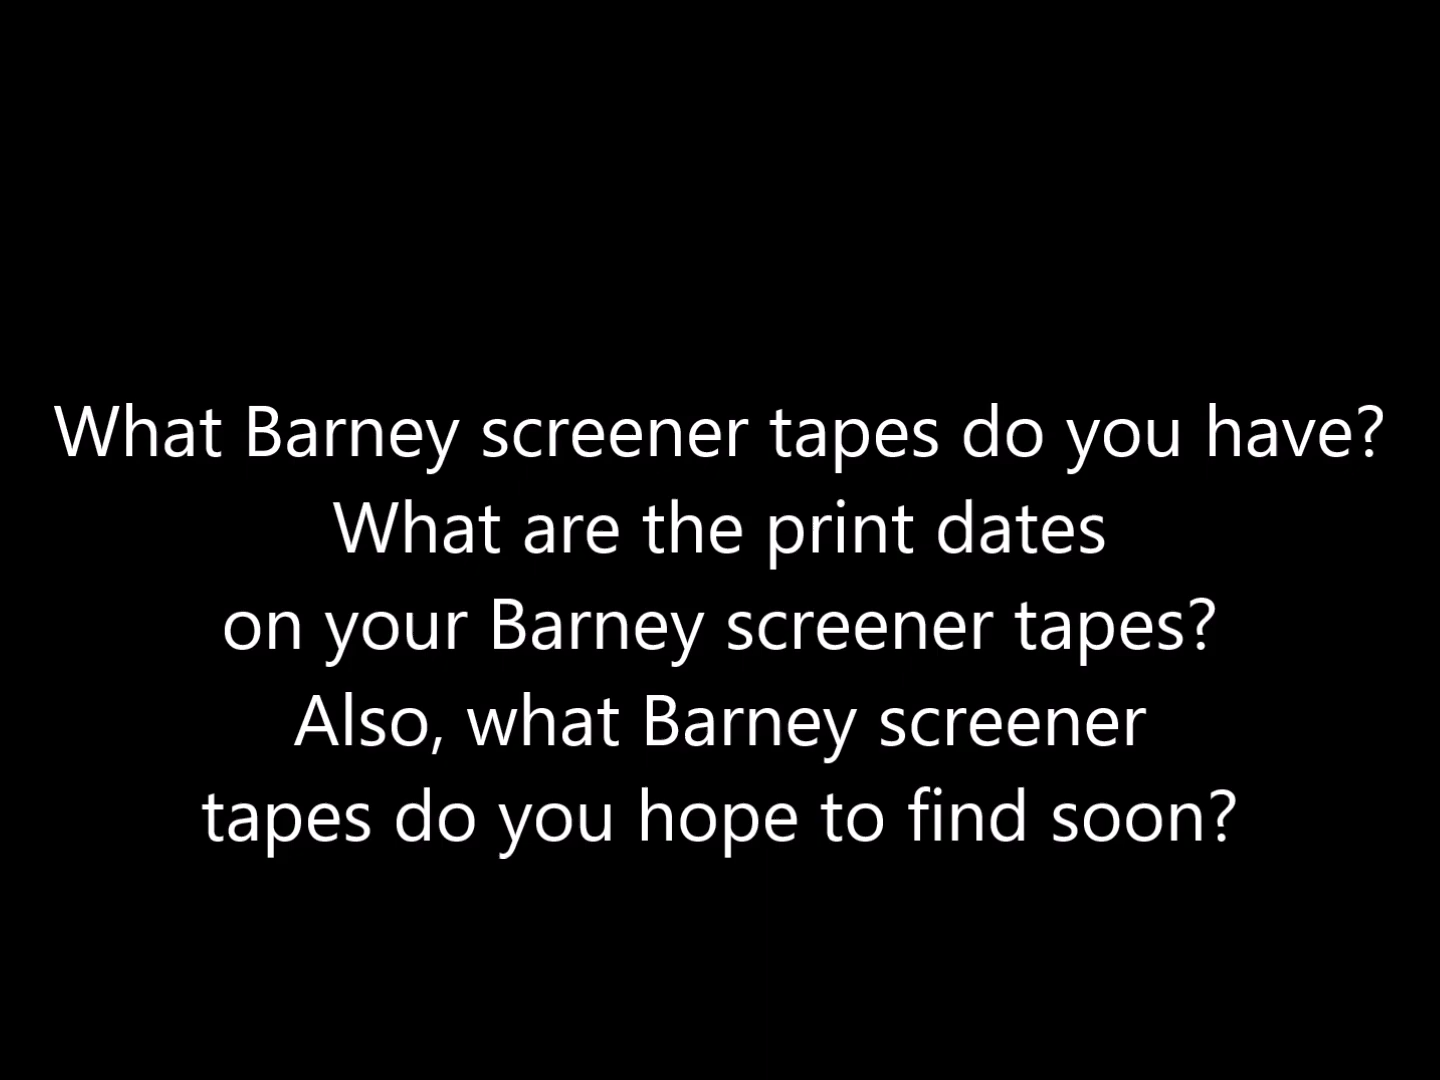 What Barney screener tapes do you have?
What are the print dates
on your Barney screener tapes?
Also, what Barney screener
tapes do you hope to find soon?